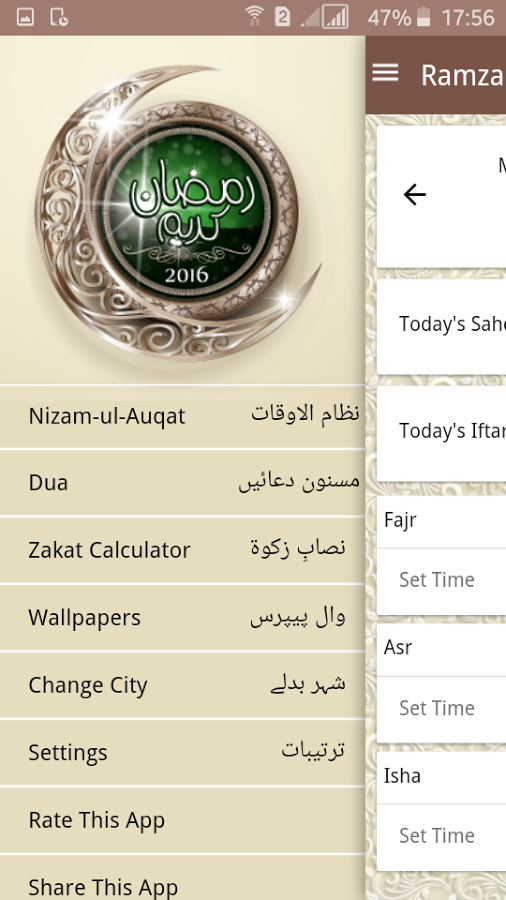 2
47%
17:56
رمضان
كريم
2016
Nizam-ul-Auqat نظام الاوقات
Dua مسنون دعائیں
Zakat Calculator نصابِ زکوة
Wallpapers وال پیپرس
Change City شہر بدلے
Settings ترتیبات
Rate This App
Share This App
Ramza
M
Today's Sahe
Today's Iftar
Fajr
Set Time
Asr
Set Time
Isha
Set Time